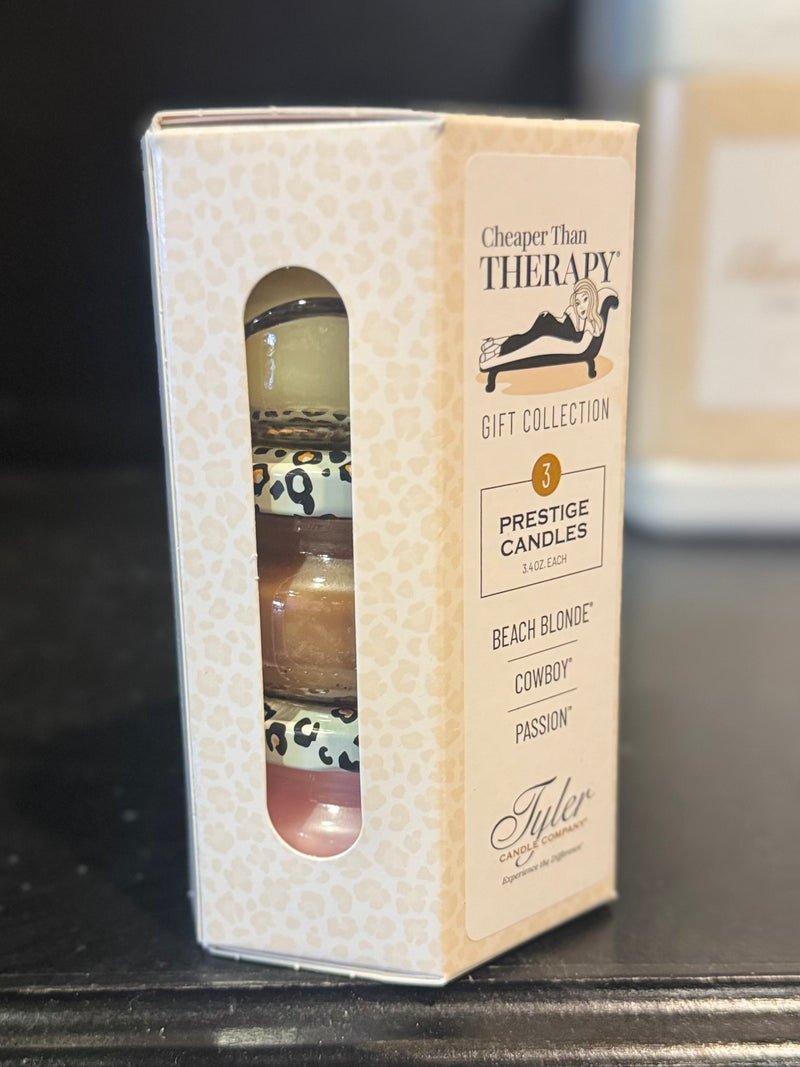 Cheaper Than
THERAPY®
GIFT COLLECTION
3
PRESTIGE
CANDLES
3.4 OZ. EACH
BEACH BLONDE®
COWBOY®
PASSION™
Tyler
CANDLE COMPANY®
Experience the Difference®